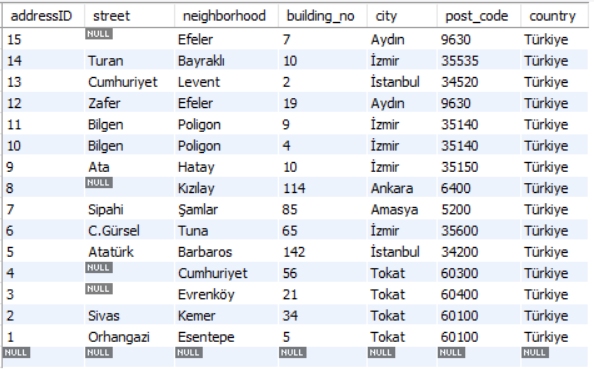 addressID street neighborhood building_no city post_code country
15 NULL Efeler 7 Aydın 9630 Türkiye
14 Turan Bayraklı 10 İzmir 35535 Türkiye
13 Cumhuriyet Levent 2 İstanbul 34520 Türkiye
12 Zafer Efeler 19 Aydın 9630 Türkiye
11 Bilgen Poligon 9 İzmir 35140 Türkiye
10 Bilgen Poligon 4 İzmir 35140 Türkiye
9 Ata Hatay 10 İzmir 35150 Türkiye
8 NULL Kızılay 114 Ankara 6400 Türkiye
7 Sipahi Şamlar 85 Amasya 5200 Türkiye
6 C.Gürsel Tuna 65 İzmir 35600 Türkiye
5 Atatürk Barbaros 142 İstanbul 34200 Türkiye
4 NULL Cumhuriyet 56 Tokat 60300 Türkiye
3 NULL Evrenköy 21 Tokat 60400 Türkiye
2 Sivas Kemer 34 Tokat 60100 Türkiye
1 Orhangazi Esentepe 5 Tokat 60100 Türkiye
NULL NULL NULL NULL NULL NULL NULL